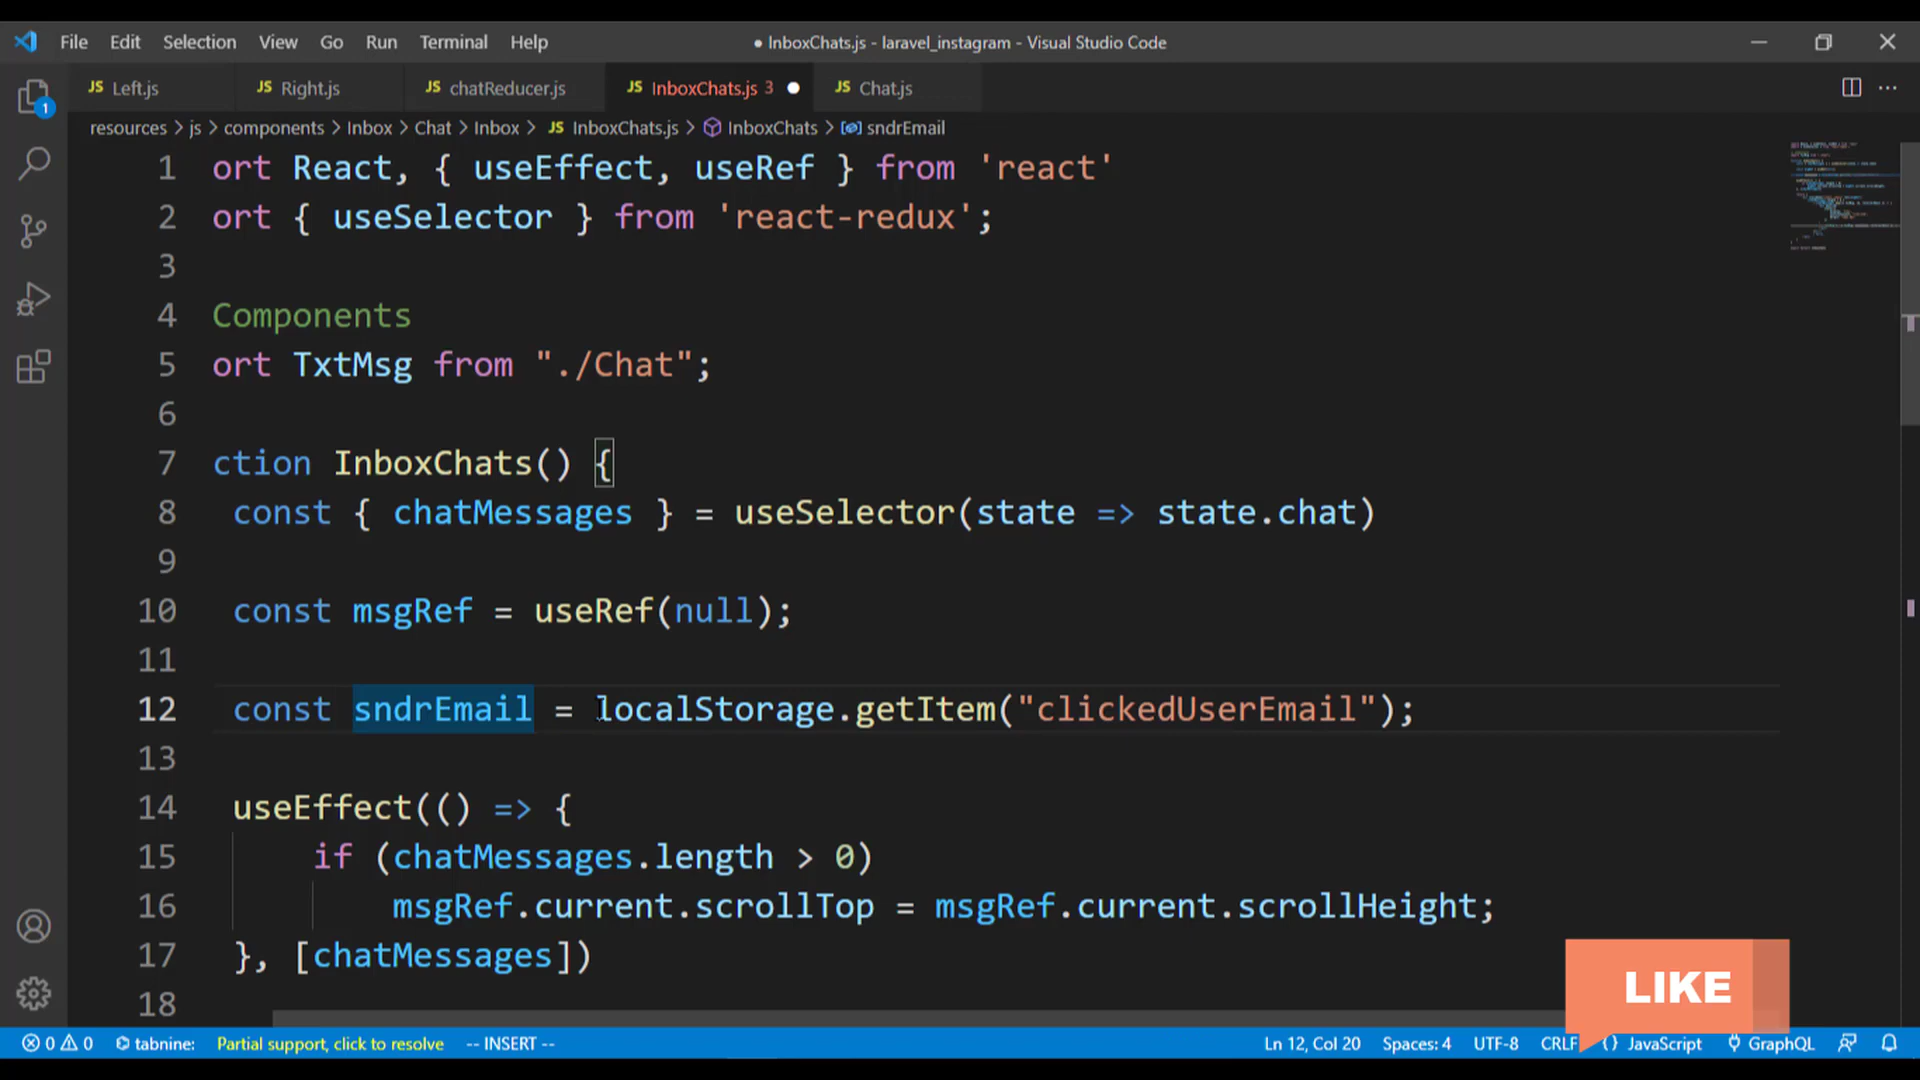 File Edit Selection View Go Run Terminal Help ● InboxChats.js - laravel_instagram - Visual Studio Code
JS Left.js JS Right.js JS chatReducer.js JS InboxChats.js 3 ● JS Chat.js
resources > js > components > Inbox > Chat > Inbox > JS InboxChats.js > InboxChats > sndrEmail
1 ort React, { useEffect, useRef } from 'react'
2 ort { useSelector } from 'react-redux';
3
4 Components
5 ort TxtMsg from "./Chat";
6
7 ction InboxChats() {
8 const { chatMessages } = useSelector(state => state.chat)
9
10 const msgRef = useRef(null);
11
12 const sndrEmail = localStorage.getItem("clickedUserEmail");
13
14 useEffect(() => {
15 if (chatMessages.length > 0)
16 msgRef.current.scrollTop = msgRef.current.scrollHeight;
17 }, [chatMessages])
18
1
LIKE
0 0 tabnine: Partial support, click to resolve -- INSERT -- Ln 12, Col 20 Spaces: 4 UTF-8 CRLF {} JavaScript GraphQL